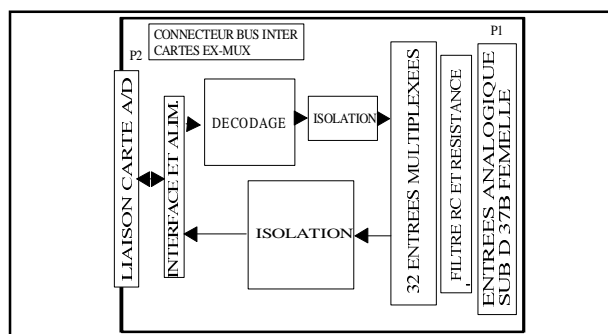 CONNECTEUR BUS INTER
CARTES EX-MUX
P2
P1
LIAISON CARTE A/D
INTERFACE ET ALIM.
DECODAGE
ISOLATION
ISOLATION
32 ENTREES MULTIPLEXEES
FILTRE RC ET RESISTANCE
ENTREES ANALOGIQUE
SUB D 37B FEMELLE